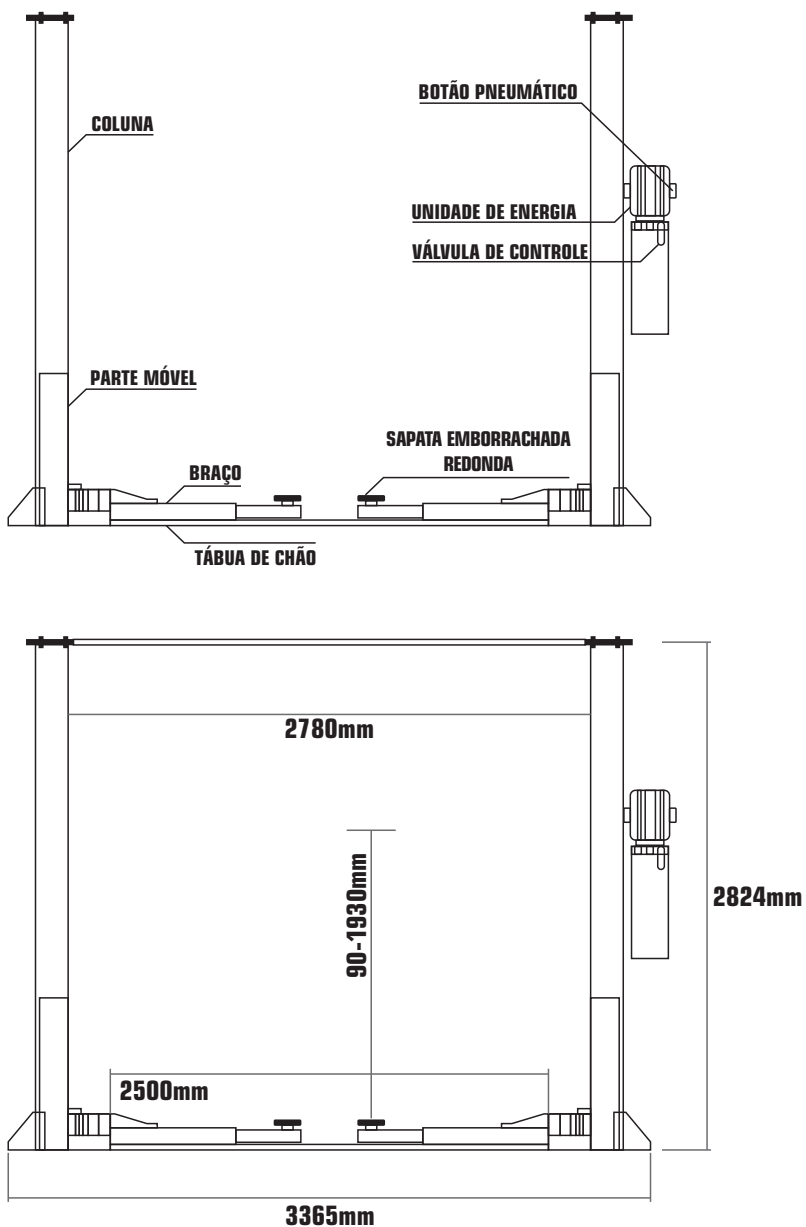 BOTÃO PNEUMÁTICO
COLUNA
UNIDADE DE ENERGIA
VÁLVULA DE CONTROLE
PARTE MÓVEL
SAPATA EMBORRACHADA
REDONDA
BRAÇO
TÁBUA DE CHÃO
2780mm
90-1930mm
2824mm
2500mm
3365mm